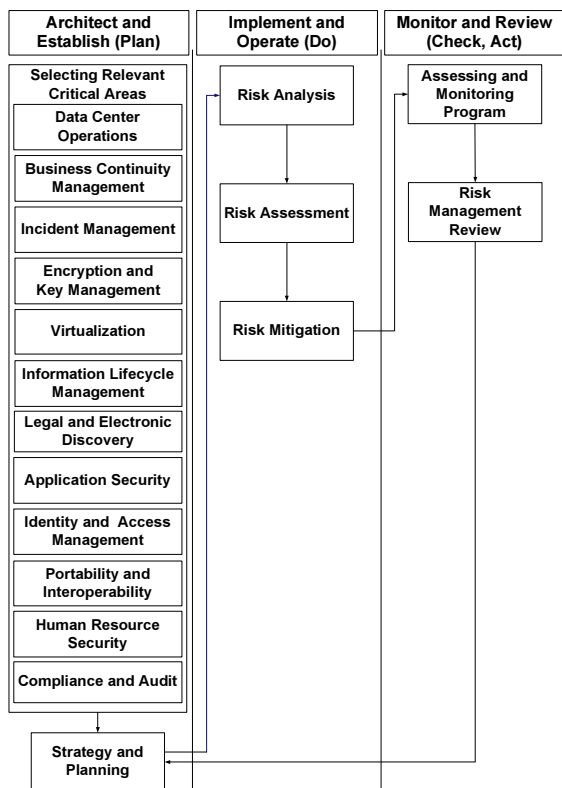 Architect and
Establish (Plan)
Implement and
Operate (Do)
Monitor and Review
(Check, Act)
Selecting Relevant
Critical Areas
Data Center
Operations
Business Continuity
Management
Incident Management
Encryption and
Key Management
Virtualization
Information Lifecycle
Management
Legal and Electronic
Discovery
Application Security
Identity and Access
Management
Portability and
Interoperability
Human Resource
Security
Compliance and Audit
Strategy and
Planning
Risk Analysis
Risk Assessment
Risk Mitigation
Assessing and
Monitoring
Program
Risk
Management
Review